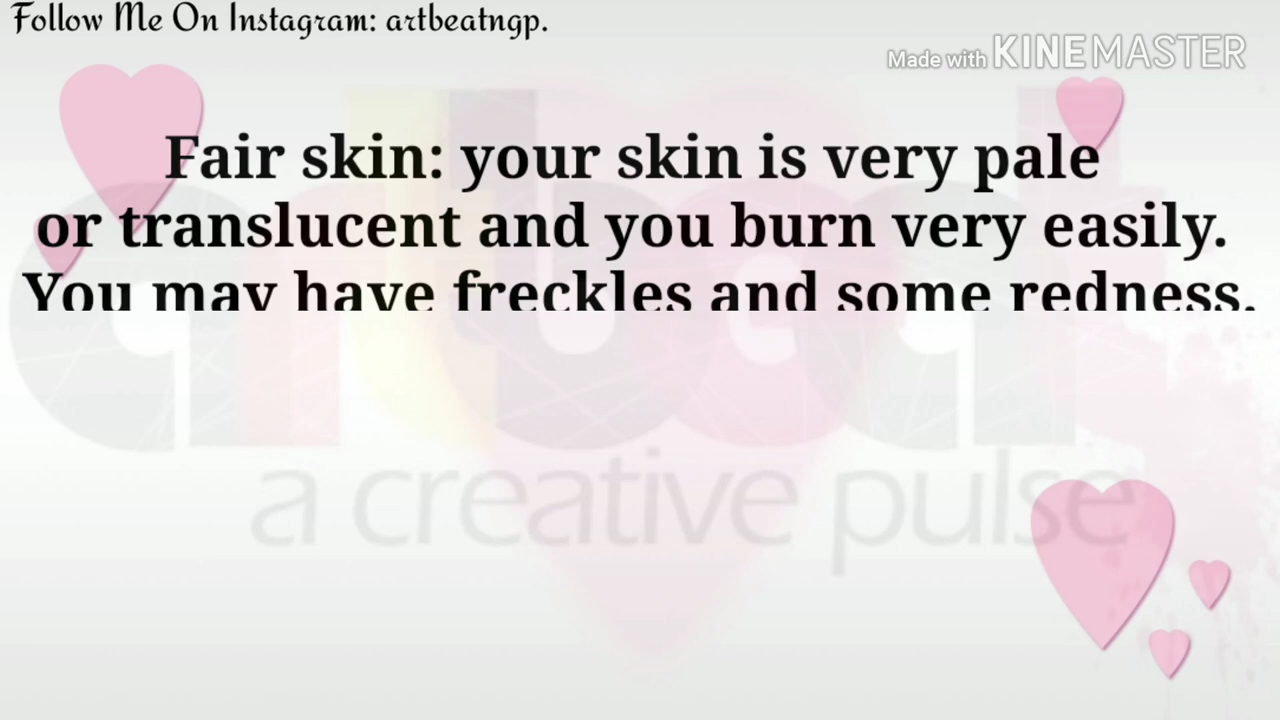 Follow Me On Instagram: artbeatngp.
Made with KINEMASTER
Fair skin: your skin is very pale
or translucent and you burn very easily.
You may have freckles and some redness.
artbeat
a creative pulse